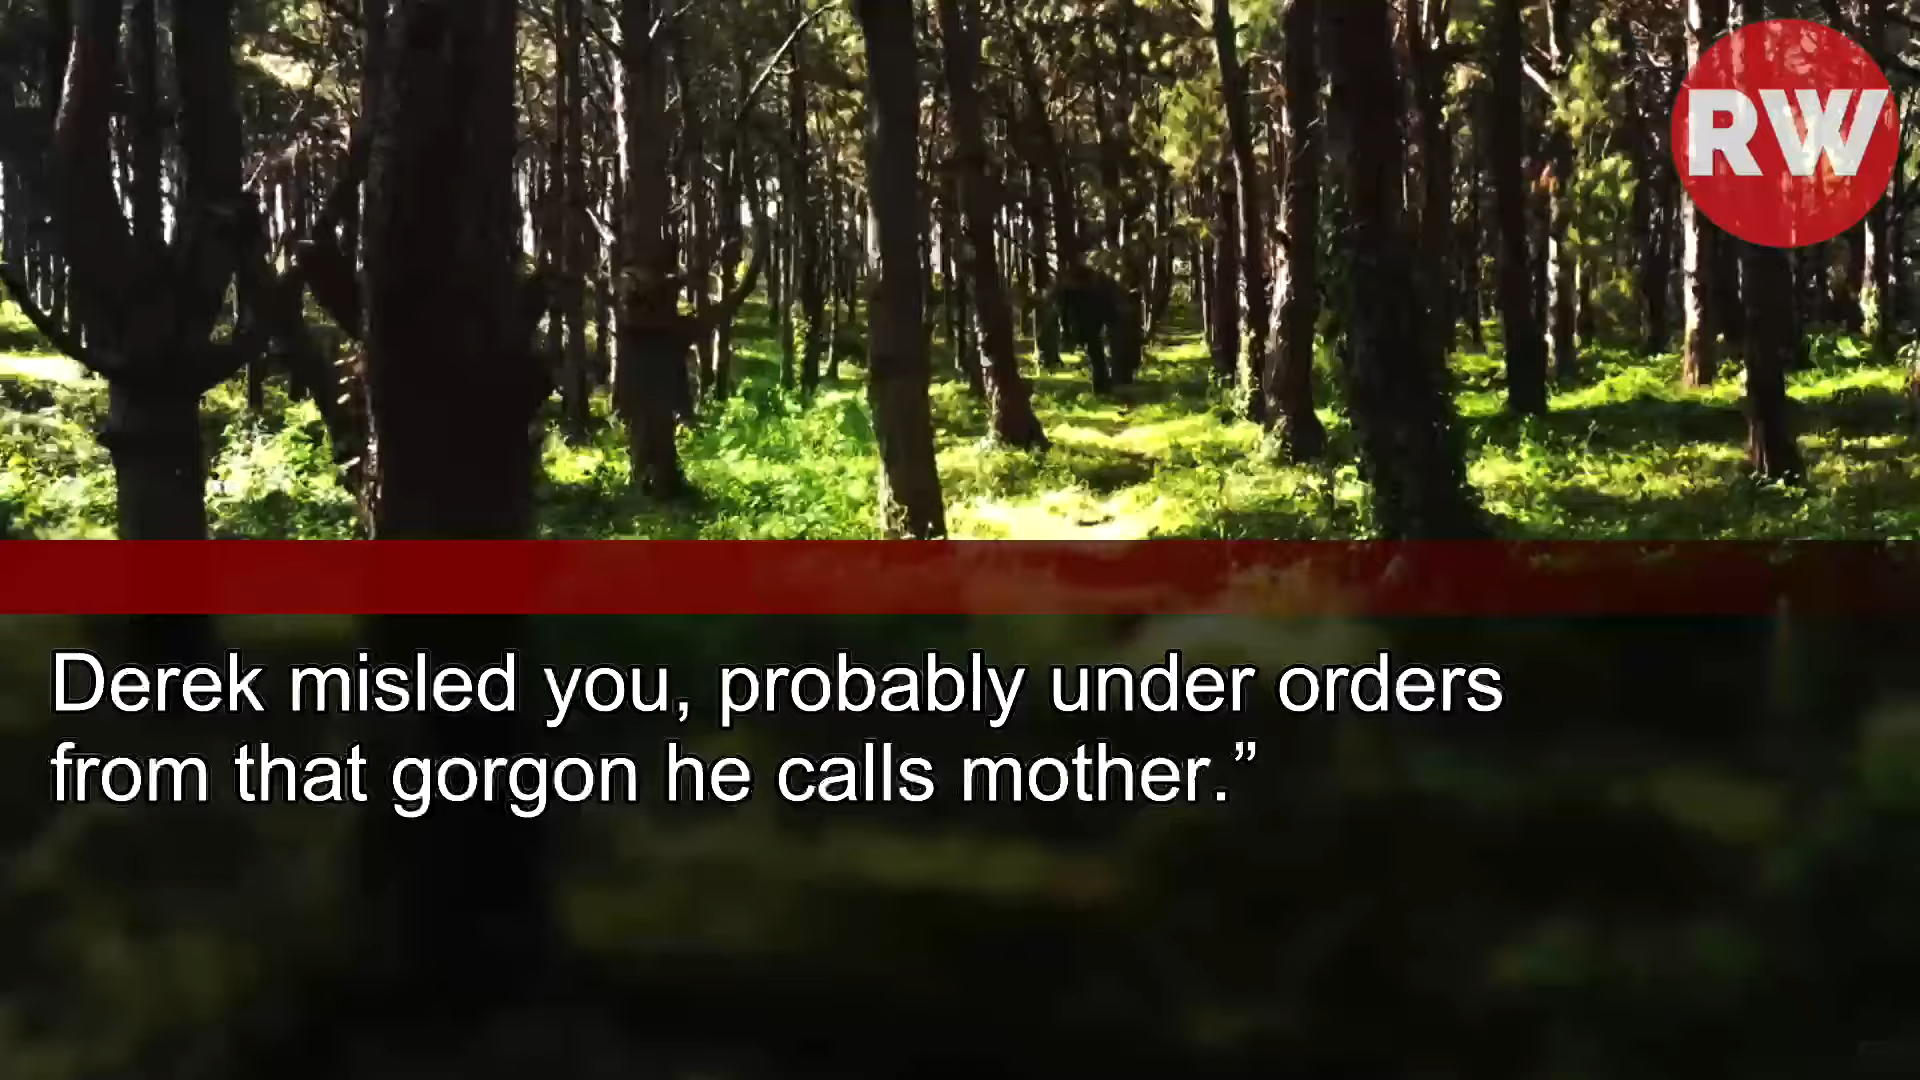 RW
Derek misled you, probably under orders
from that gorgon he calls mother.”